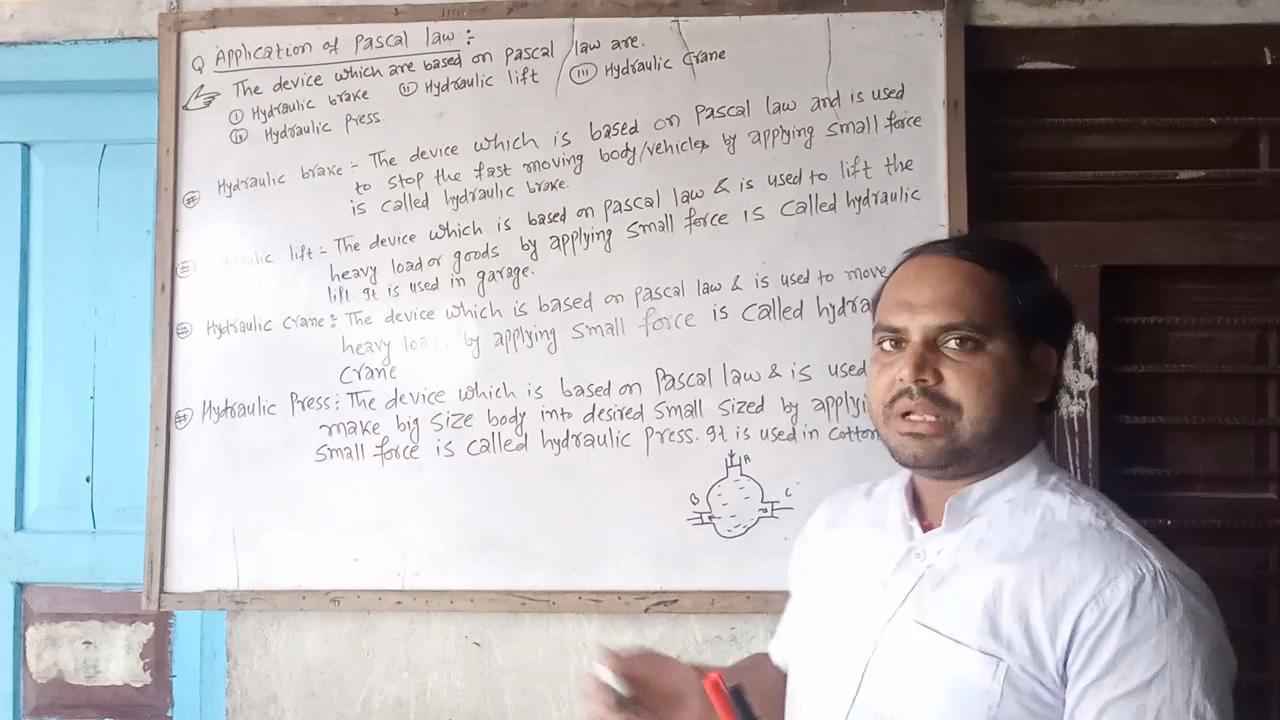 Q Application of Pascal law :
The device which are based on Pascal law are.
(i) Hydraulic brake (ii) Hydraulic lift (iii) Hydraulic Crane
(iv) Hydraulic Press
# Hydraulic brake :- The device which is based on Pascal law and is used
to stop the fast moving body/vehicles by applying small force
is called hydraulic brake.
lift :- The device which is based on pascal law & is used to lift the
heavy load or goods by applying small force is called hydraulic
lift. It is used in garage.
# Hydraulic Crane : The device which is based on pascal law & is used to move
heavy by applying small force is called
Crane
# Hydraulic Press : The device which is based on Pascal law & is used
make big size body into desired small sized by
small force is called hydraulic press. It is used in cotton
A
B C